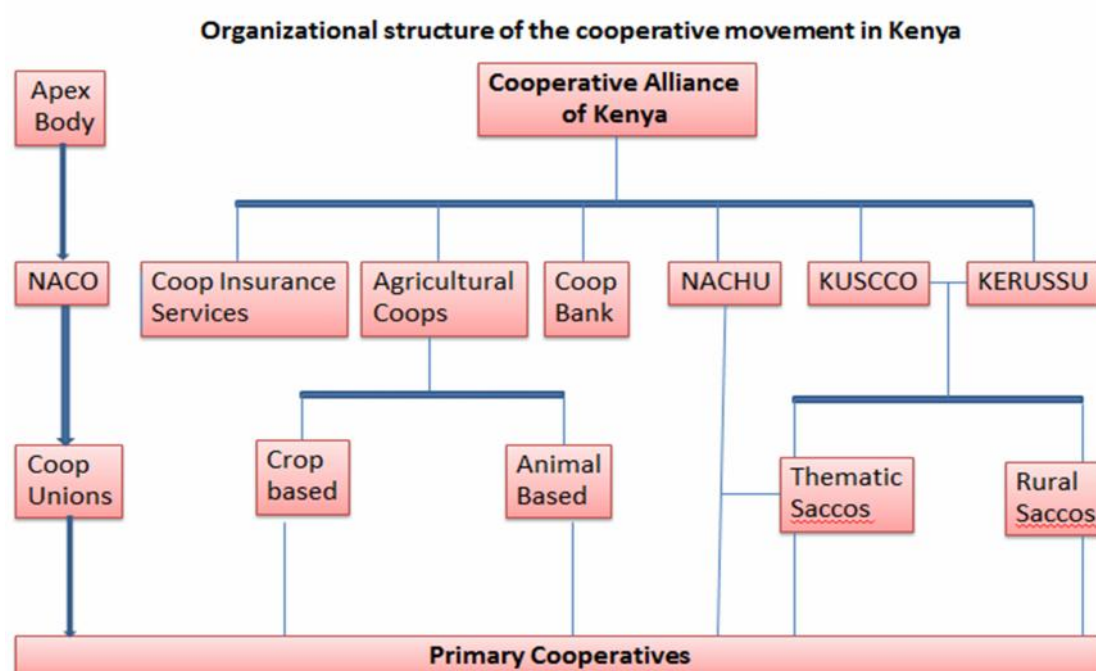 Organizational structure of the cooperative movement in Kenya
Apex
Body
Cooperative Alliance
of Kenya
NACO
Coop Insurance
Services
Agricultural
Coops
Coop
Bank
NACHU
KUSCCO
KERUSSU
Coop
Unions
Crop
based
Animal
Based
Thematic
Saccos
Rural
Saccos
Primary Cooperatives